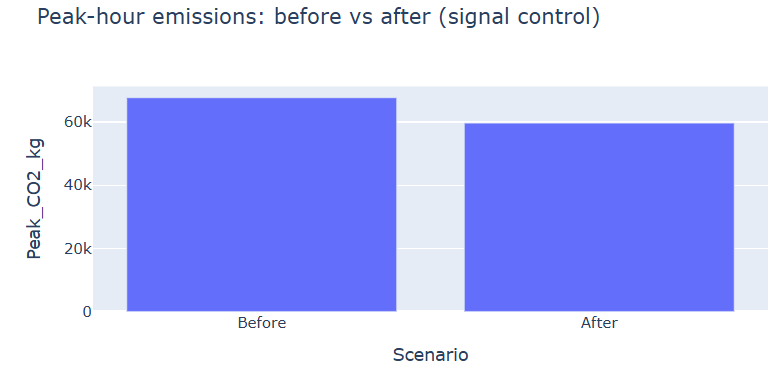 Peak-hour emissions: before vs after (signal control)
Peak_CO2_kg
60k
40k
20k
0
Before After
Scenario